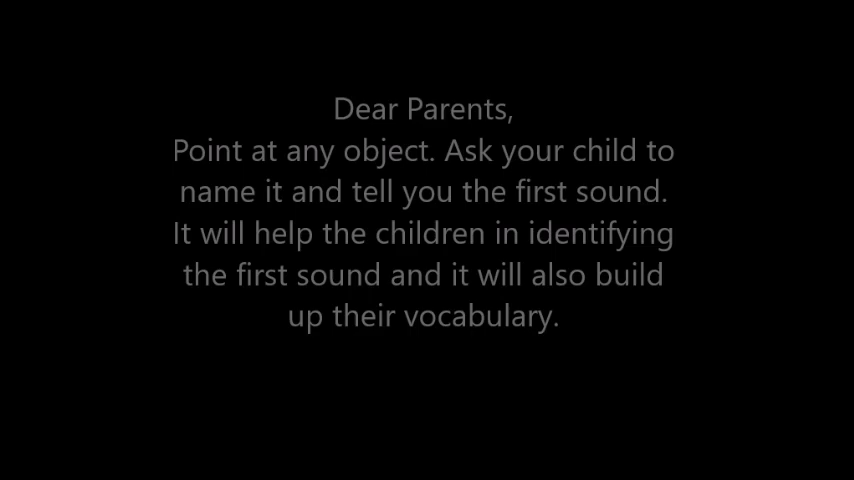 Dear Parents,
Point at any object. Ask your child to
name it and tell you the first sound.
It will help the children in identifying
the first sound and it will also build
up their vocabulary.